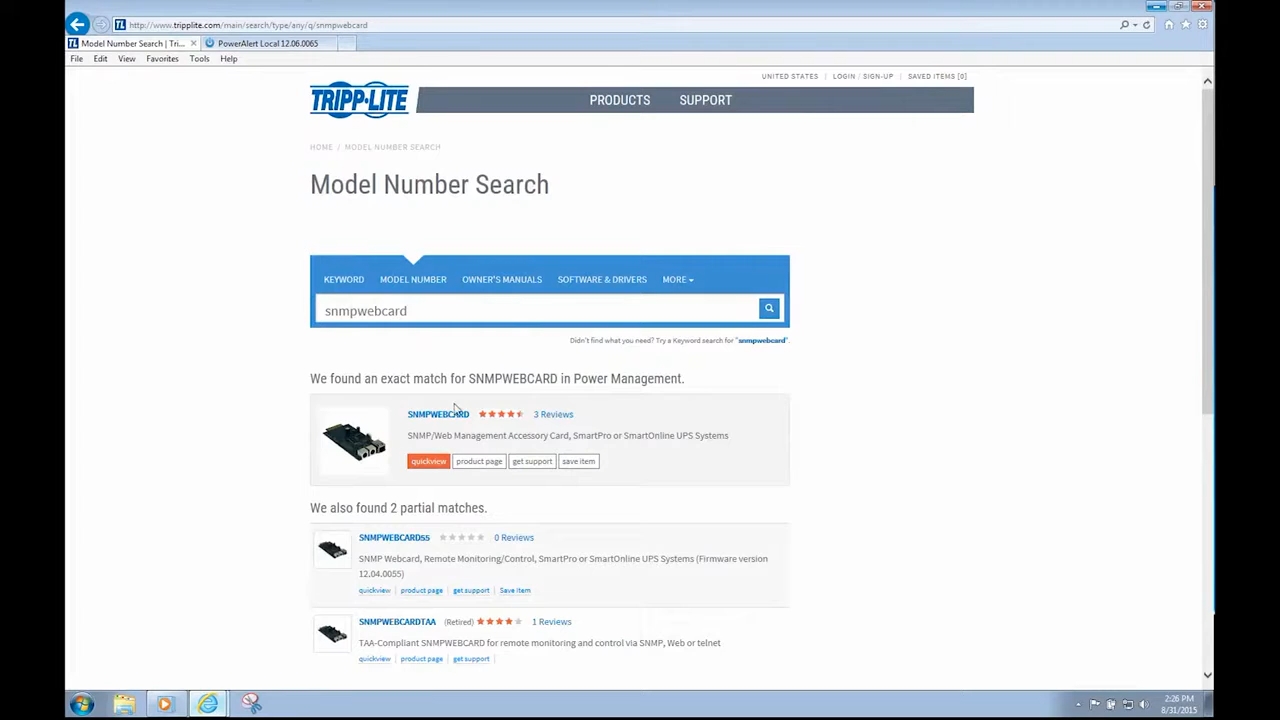 http://www.tripplite.com/main/search/type/any/q/snmpwebcard
Model Number Search | Tri... PowerAlert Local 12.06.0065
File Edit View Favorites Tools Help
UNITED STATES | LOGIN / SIGN-UP | SAVED ITEMS [0]
TRIPP·LITE PRODUCTS SUPPORT
HOME / MODEL NUMBER SEARCH
Model Number Search
KEYWORD MODEL NUMBER OWNER'S MANUALS SOFTWARE & DRIVERS MORE
snmpwebcard
Didn't find what you need? Try a Keyword search for "snmpwebcard".
We found an exact match for SNMPWEBCARD in Power Management.
SNMPWEBCARD 3 Reviews
SNMP/Web Management Accessory Card, SmartPro or SmartOnline UPS Systems
quickview product page get support save item
We also found 2 partial matches.
SNMPWEBCARD55 0 Reviews
SNMP Webcard, Remote Monitoring/Control, SmartPro or SmartOnline UPS Systems (Firmware version
12.04.0055)
quickview | product page | get support | Save item
SNMPWEBCARDTAA (Retired) 1 Reviews
TAA-Compliant SNMPWEBCARD for remote monitoring and control via SNMP, Web or telnet
quickview | product page | get support |
2:26 PM
8/31/2015